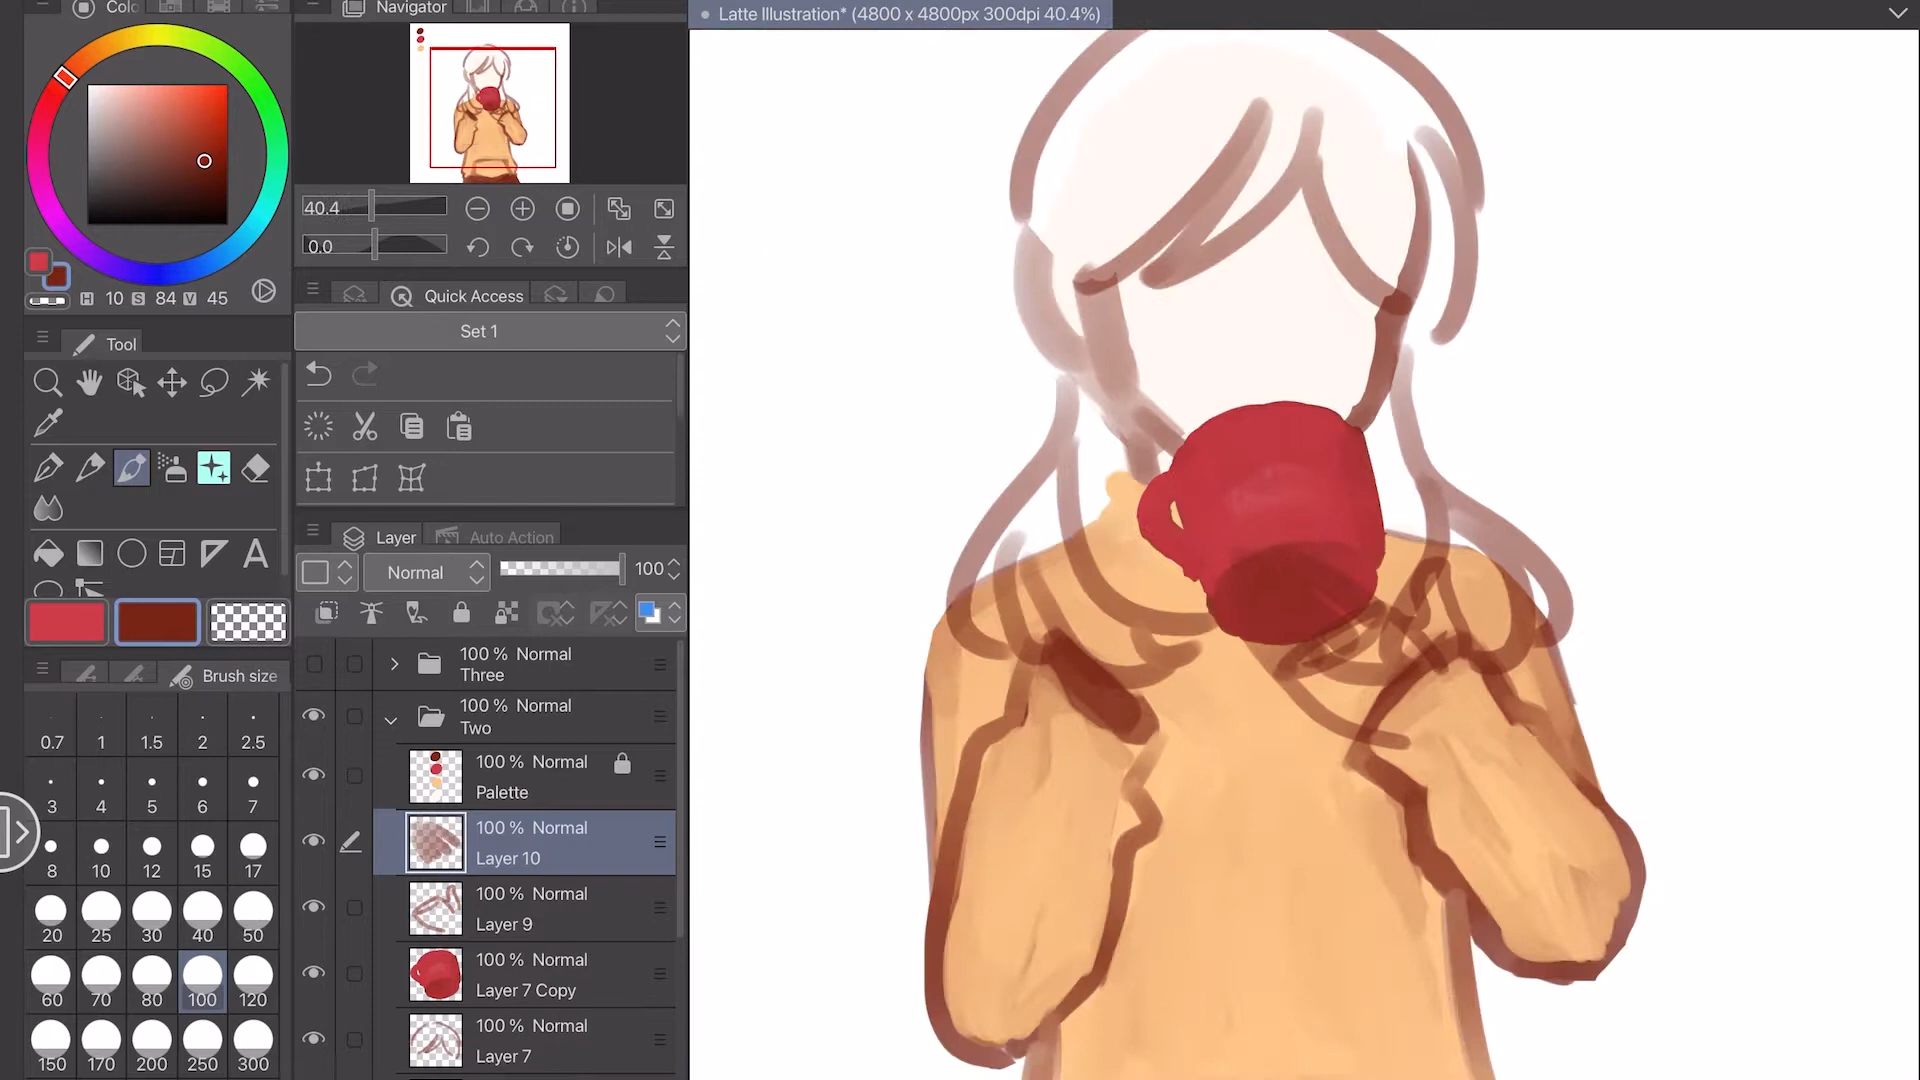 Colo
Navigator
Latte Illustration* (4800 x 4800px 300dpi 40.4%)
40.4
0.0
H 10 S 84 V 45
Quick Access
Set 1
Tool
A
Layer
Auto Action
Normal
100
100 % Normal
Three
100 % Normal
Two
100 % Normal
Palette
100 % Normal
Layer 10
100 % Normal
Layer 9
100 % Normal
Layer 7 Copy
100 % Normal
Layer 7
Brush size
0.7 1 1.5 2 2.5
3 4 5 6 7
8 10 12 15 17
20 25 30 40 50
60 70 80 100 120
150 170 200 250 300